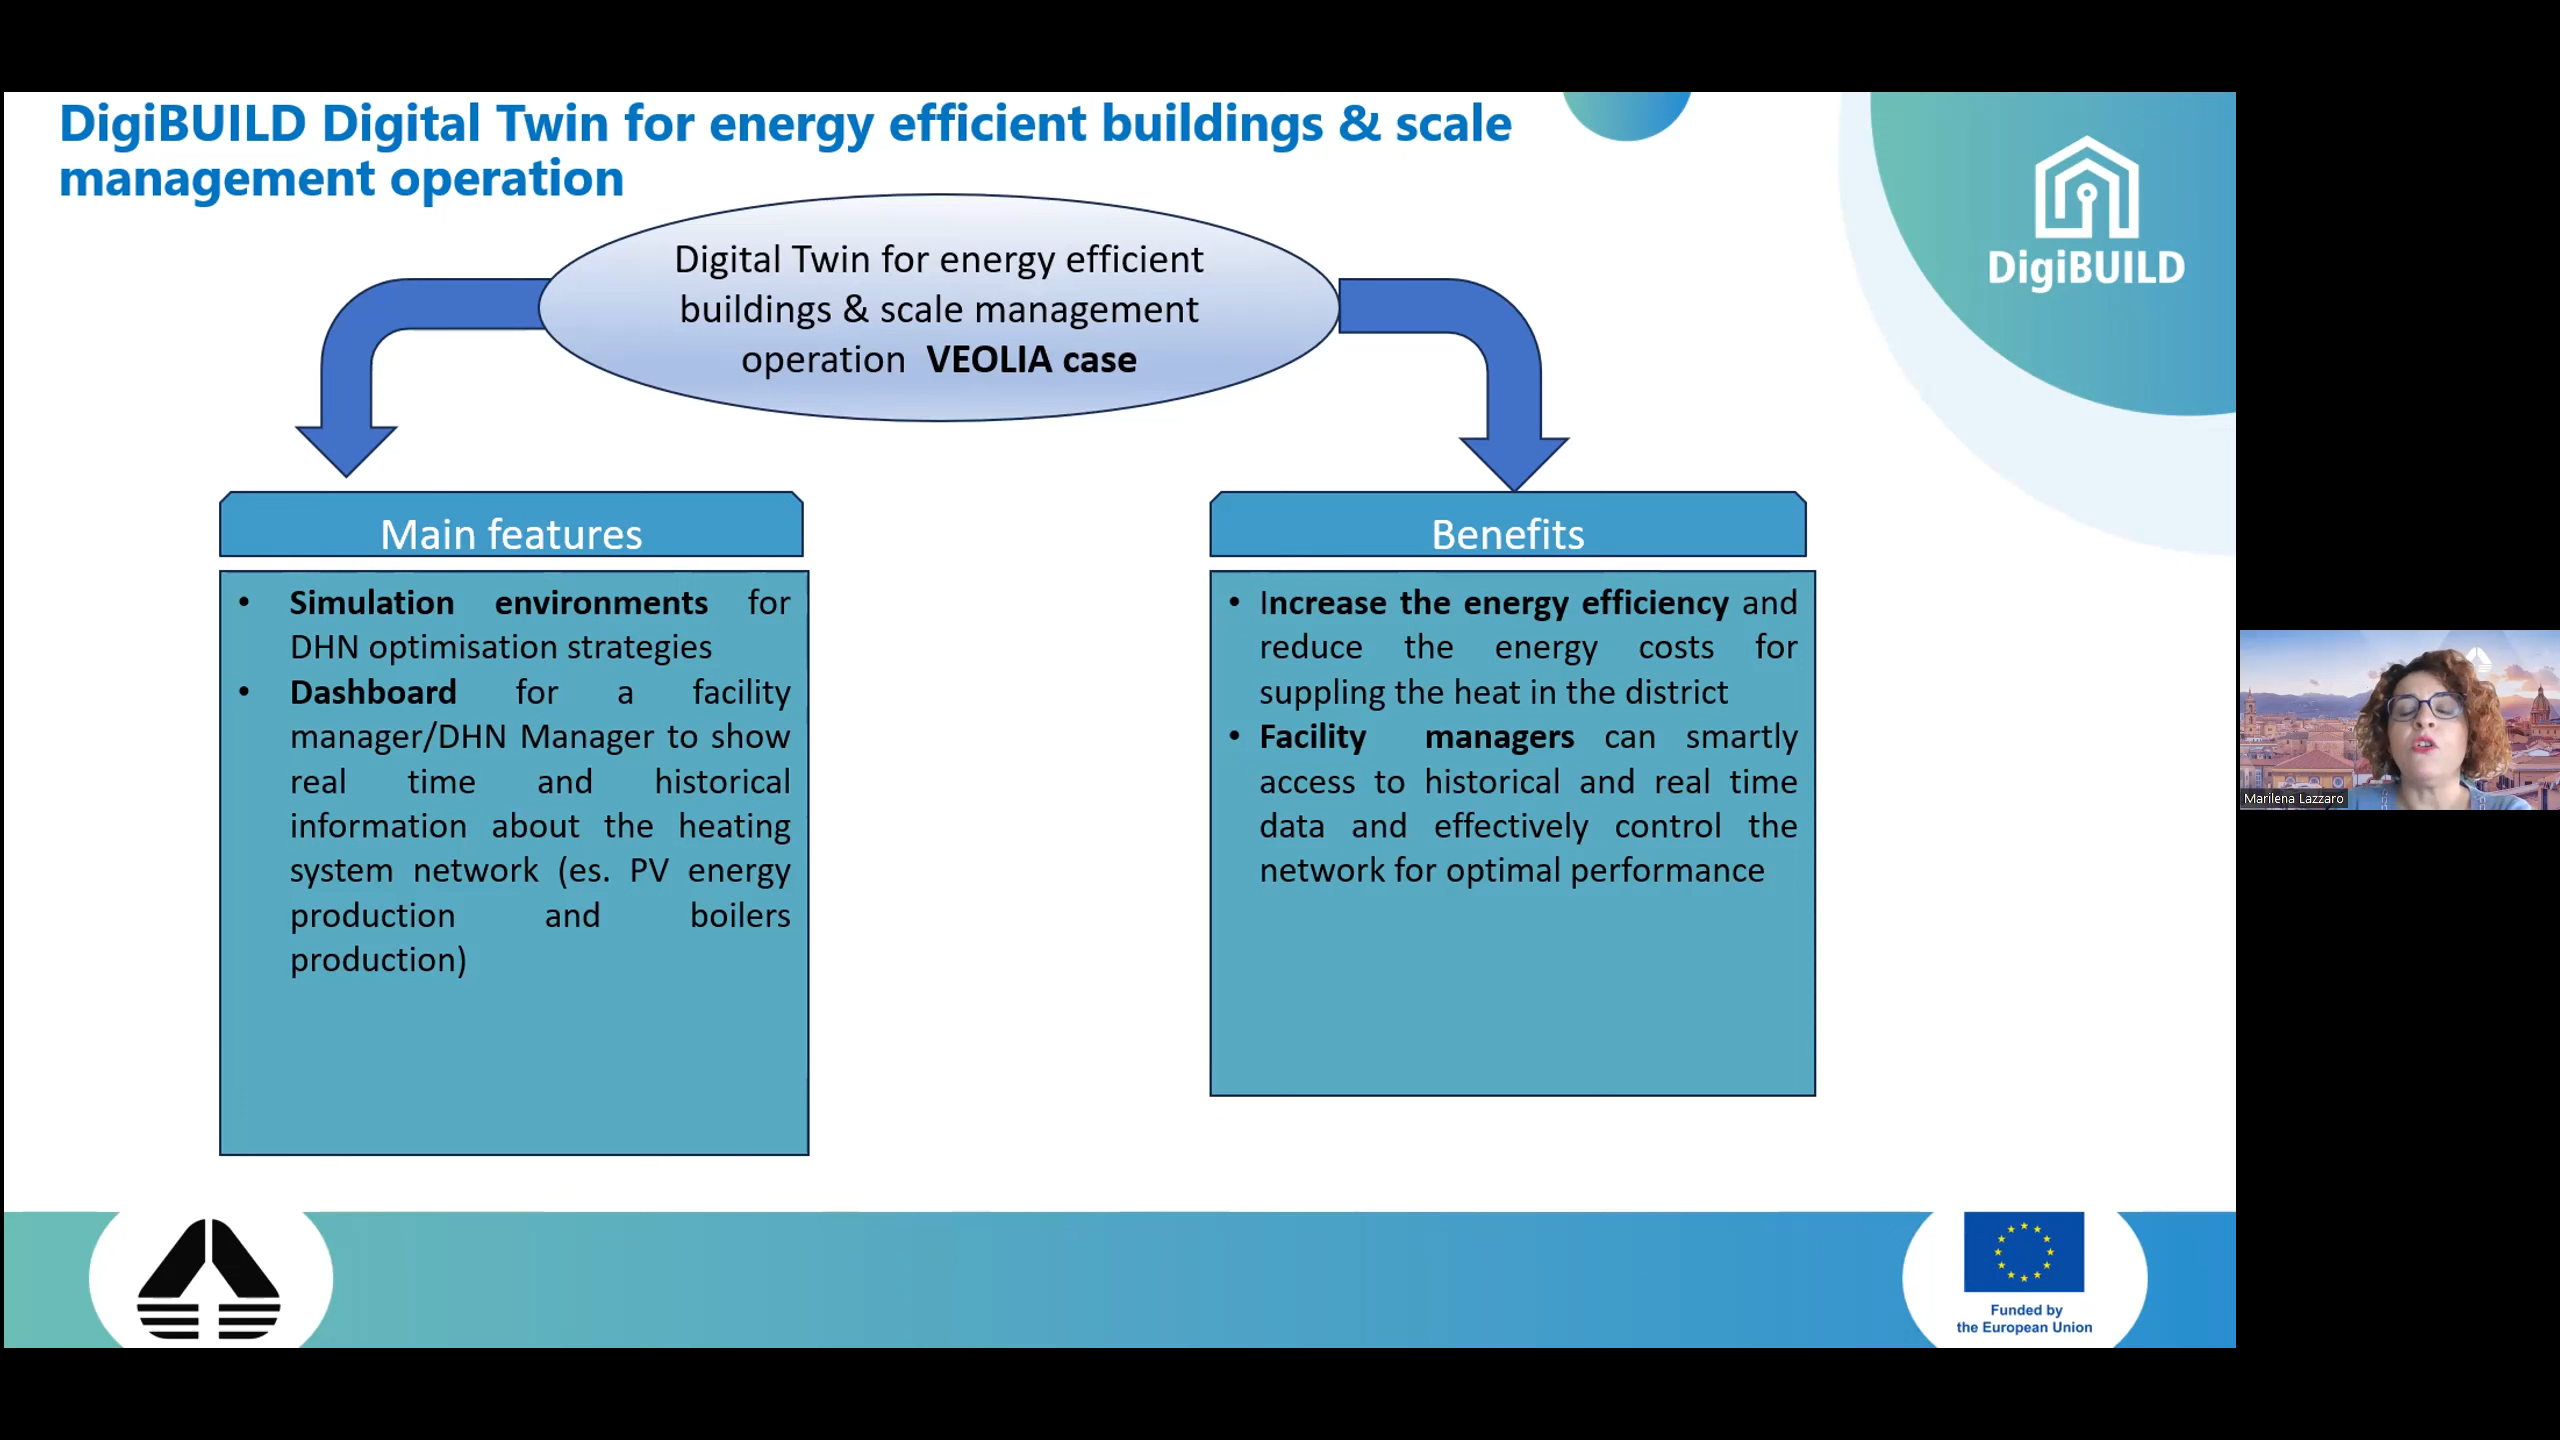 DigiBUILD Digital Twin for energy efficient buildings & scale
management operation
DigiBUILD
Digital Twin for energy efficient
buildings & scale management
operation VEOLIA case
Main features
• Simulation environments for
DHN optimisation strategies
• Dashboard for a facility
manager/DHN Manager to show
real time and historical
information about the heating
system network (es. PV energy
production and boilers
production)
Benefits
• Increase the energy efficiency and
reduce the energy costs for
suppling the heat in the district
• Facility managers can smartly
access to historical and real time
data and effectively control the
network for optimal performance
Marilena Lazzaro
Funded by
the European Union